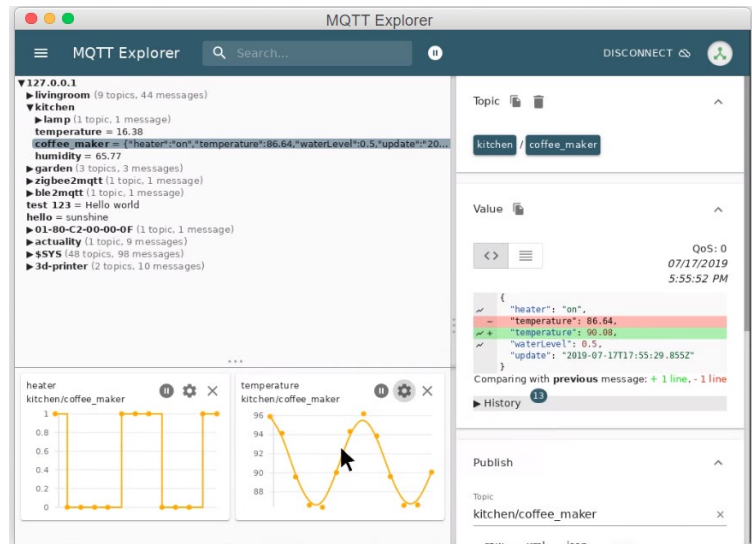 MQTT Explorer
MQTT Explorer
Search...
DISCONNECT
▼127.0.0.1
▶livingroom (9 topics, 44 messages)
▼kitchen
▶lamp (1 topic, 1 message)
temperature = 16.38
coffee_maker = {"heater":"on","temperature":86.64,"waterLevel":0.5,"update":"20...
humidity = 65.77
▶garden (3 topics, 3 messages)
▶zigbee2mqtt (1 topic, 1 message)
▶ble2mqtt (1 topic, 1 message)
test 123 = Hello world
hello = sunshine
▶01-80-C2-00-00-0F (1 topic, 1 message)
▶actuality (1 topic, 9 messages)
▶$SYS (48 topics, 98 messages)
▶3d-printer (2 topics, 10 messages)
heater
kitchen/coffee_maker
1
0.8
0.6
0.4
0.2
0
temperature
kitchen/coffee_maker
96
94
92
90
88
Topic
kitchen / coffee_maker
Value
QoS: 0
07/17/2019
5:55:52 PM
{
"heater": "on",
- "temperature": 86.64,
+ "temperature": 90.08,
"waterLevel": 0.5,
"update": "2019-07-17T17:55:29.855Z"
}
Comparing with previous message: + 1 line, - 1 line
▶ History 13
Publish
Topic
kitchen/coffee_maker